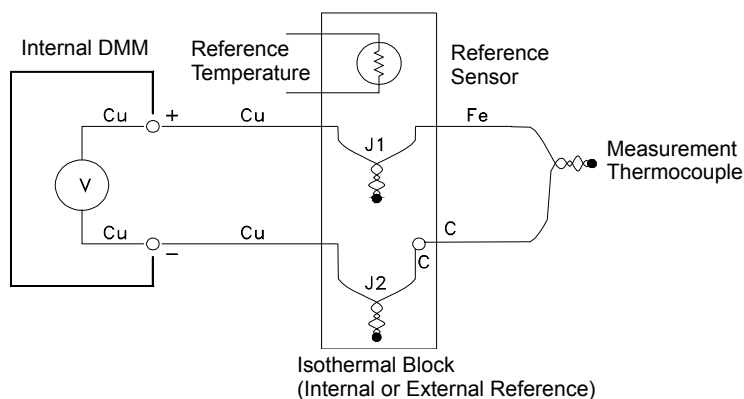 Internal DMM
Reference
Temperature
Reference
Sensor
Cu
+
Cu
Fe
J1
Measurement
Thermocouple
V
Cu
−
Cu
C
C
J2
Isothermal Block
(Internal or External Reference)